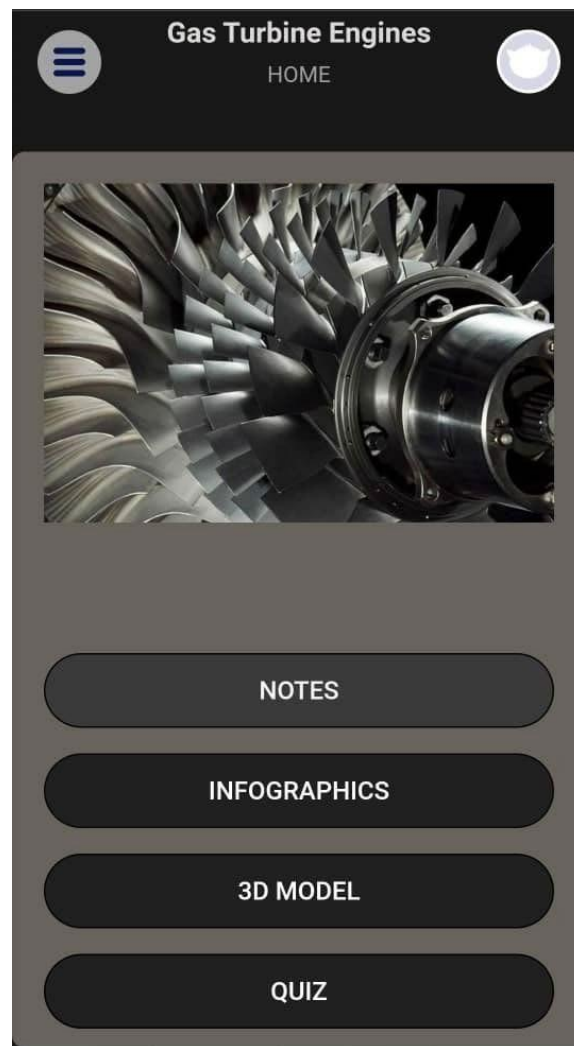 Gas Turbine Engines
HOME
NOTES
INFOGRAPHICS
3D MODEL
QUIZ